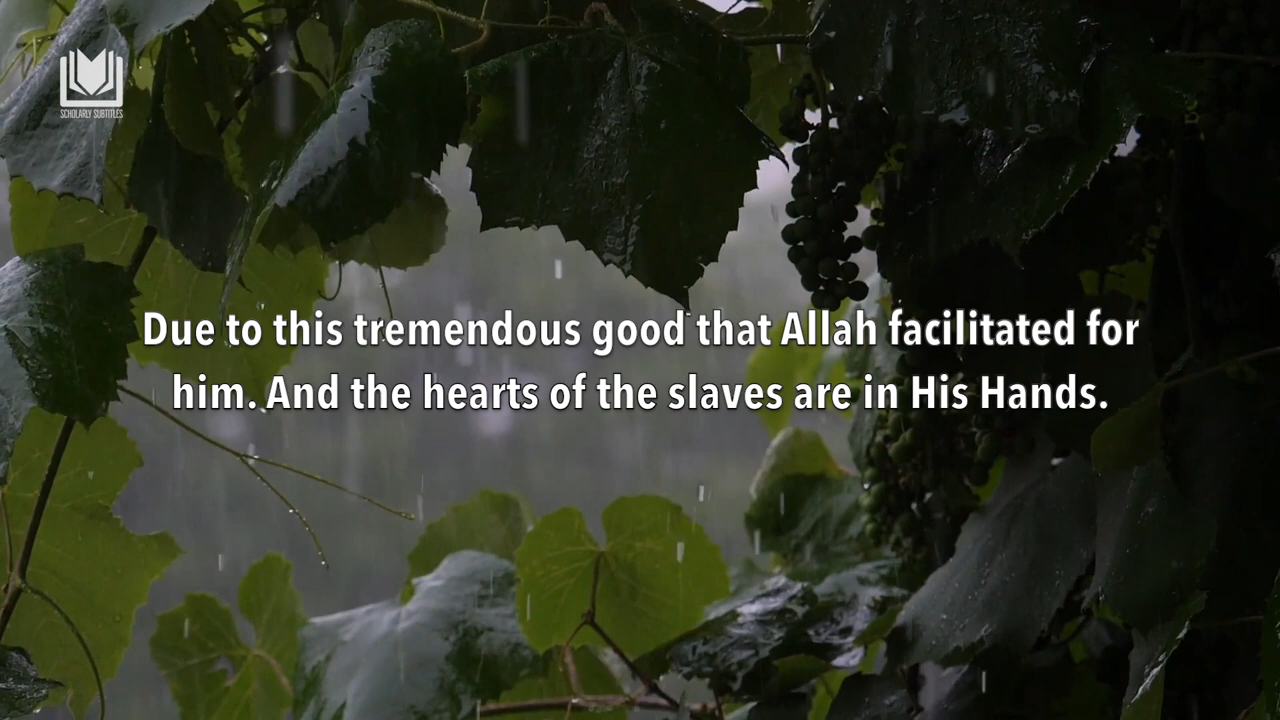 SCHOLARLY SUBTITLES
Due to this tremendous good that Allah facilitated for
him. And the hearts of the slaves are in His Hands.